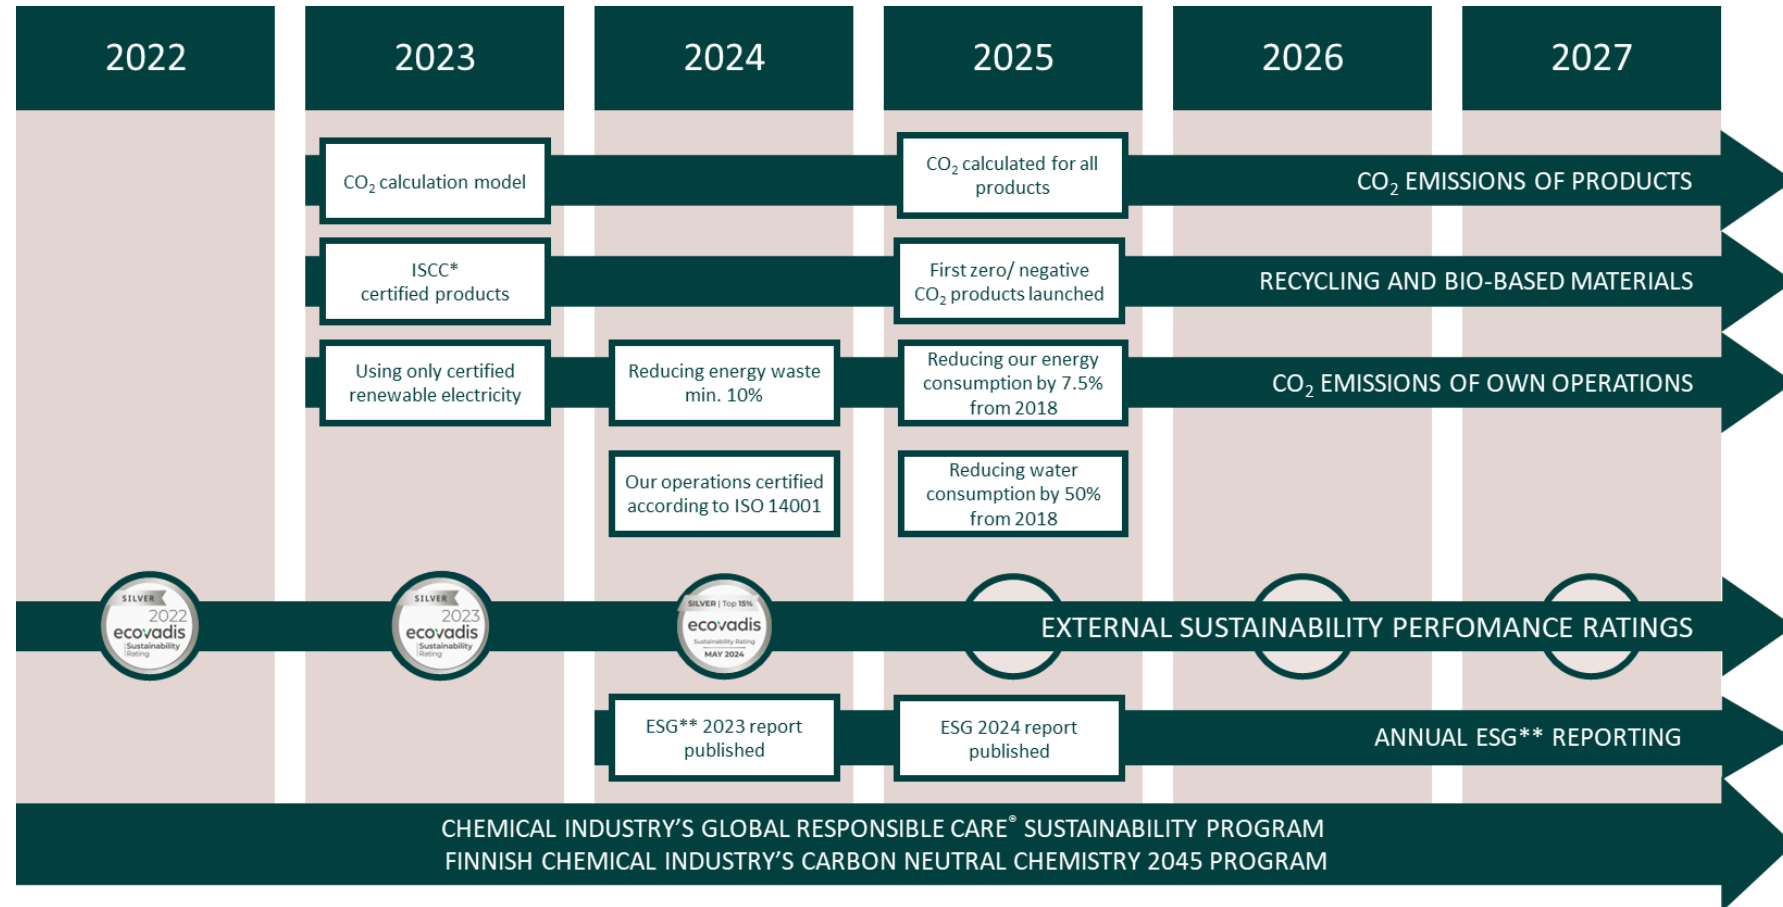 2022
2023
2024
2025
2026
2027
CO₂ calculation model
CO₂ calculated for all
products
CO₂ EMISSIONS OF PRODUCTS
ISCC*
certified products
First zero/ negative
CO₂ products launched
RECYCLING AND BIO-BASED MATERIALS
Using only certified
renewable electricity
Reducing energy waste
min. 10%
Reducing our energy
consumption by 7.5%
from 2018
CO₂ EMISSIONS OF OWN OPERATIONS
Our operations certified
according to ISO 14001
Reducing water
consumption by 50%
from 2018
SILVER
2022
ecovadis
Sustainability
Rating
SILVER
2023
ecovadis
Sustainability
Rating
SILVER | Top 15%
ecovadis
Sustainability Rating
MAY 2024
EXTERNAL SUSTAINABILITY PERFOMANCE RATINGS
ESG** 2023 report
published
ESG 2024 report
published
ANNUAL ESG** REPORTING
CHEMICAL INDUSTRY’S GLOBAL RESPONSIBLE CARE® SUSTAINABILITY PROGRAM
FINNISH CHEMICAL INDUSTRY’S CARBON NEUTRAL CHEMISTRY 2045 PROGRAM